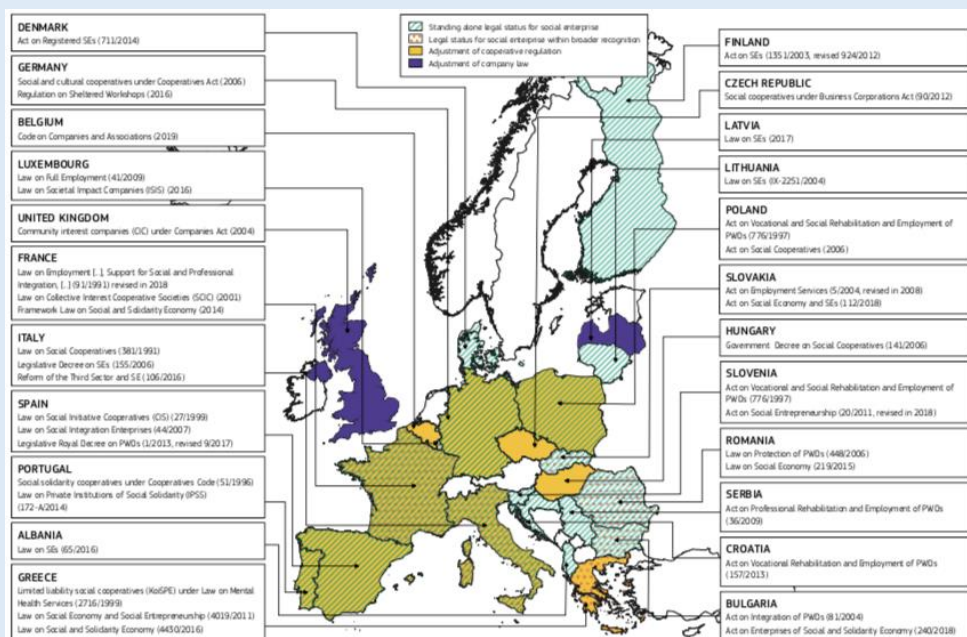 DENMARK
Act on Registered SEs (711/2014)
GERMANY
Social and cultural cooperatives under Cooperatives Act (2006)
Regulation on Sheltered Workshops (2016)
BELGIUM
Code on Companies and Associations (2019)
LUXEMBOURG
Law on Full Employment (41/2009)
Law on Societal Impact Companies (ISIS) (2016)
UNITED KINGDOM
Community interest companies (CIC) under Companies Act (2004)
FRANCE
Law on Employment [..], Support for Social and Professional
Integration, [..] (91/1991) revised in 2018
Law on Collective Interest Cooperative Societies (SCIC) (2001)
Framework Law on Social and Solidarity Economy (2014)
ITALY
Law on Social Cooperatives (381/1991)
Legislative Decree on SEs (155/2006)
Reform of the Third Sector and SE (106/2016)
SPAIN
Law on Social Initiative Cooperatives (CIS) (27/1999)
Law on Social Integration Enterprises (44/2007)
Legislative Royal Decree on PWDs (1/2013, revised 9/2017)
PORTUGAL
Social solidarity cooperatives under Cooperatives Code (51/1996)
Law on Private Institutions of Social Solidarity (IPSS)
(172-A/2014)
ALBANIA
Law on SEs (65/2016)
GREECE
Limited liability social cooperatives (KoiSPE) under Law on Mental
Health Services (2716/1999)
Law on Social Economy and Social Entrepreneurship (4019/2011)
Law on Social and Solidarity Economy (4430/2016)
Standing alone legal status for social enterprise
Legal status for social enterprise within broader recognition
Adjustment of cooperative regulation
Adjustment of company law
FINLAND
Act on SEs (1351/2003, revised 924/2012)
CZECH REPUBLIC
Social cooperatives under Business Corporations Act (90/2012)
LATVIA
Law on SEs (2017)
LITHUANIA
Law on SEs (IX-2251/2004)
POLAND
Act on Vocational and Social Rehabilitation and Employment of
PWDs (776/1997)
Act on Social Cooperatives (2006)
SLOVAKIA
Act on Employment Services (5/2004, revised in 2008)
Act on Social Economy and SEs (112/2018)
HUNGARY
Government Decree on Social Cooperatives (141/2006)
SLOVENIA
Act on Vocational and Social Rehabilitation and Employment of
PWDs (776/1997)
Act on Social Entrepreneurship (20/2011, revised in 2018)
ROMANIA
Law on Protection of PWDs (448/2006)
Law on Social Economy (219/2015)
SERBIA
Act on Professional Rehabilitation and Employment of PWDs
(36/2009)
CROATIA
Act on Vocational Rehabilitation and Employment of PWDs
(157/2013)
BULGARIA
Act on Integration of PWDs (81/2004)
Act on Enterprises of Social and Solidarity Economy (240/2018)